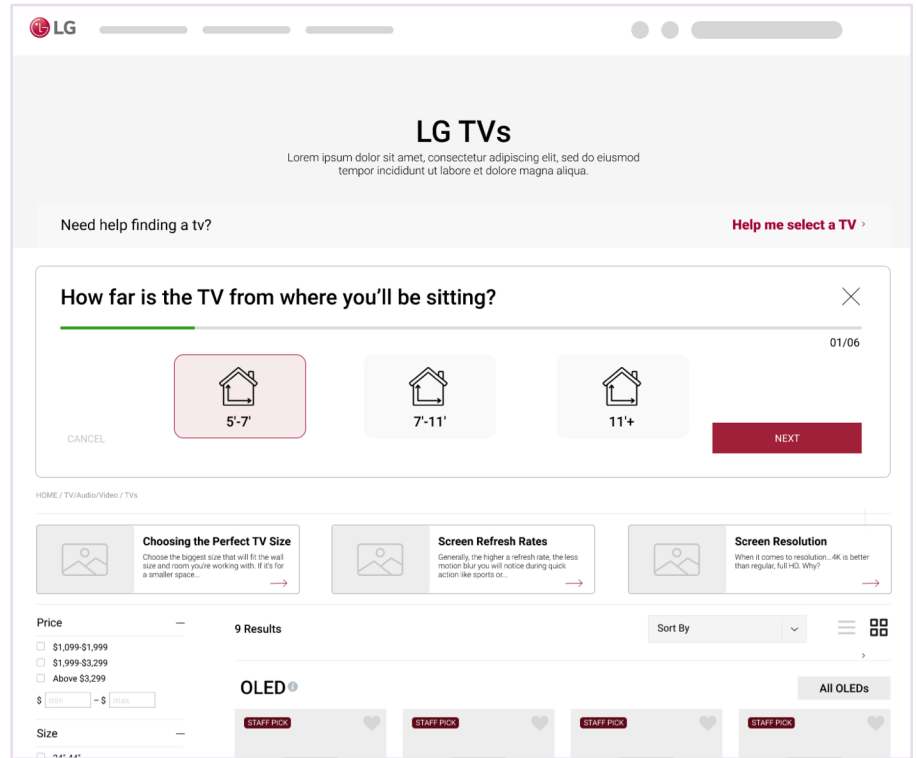 LG
LG TVs
Lorem ipsum dolor sit amet, consectetur adipiscing elit, sed do eiusmod
tempor incididunt ut labore et dolore magna aliqua.
Need help finding a tv?
Help me select a TV
How far is the TV from where you'll be sitting?
01/06
5'-7'
7'-11'
11'+
CANCEL
NEXT
HOME / TV/Audio/Video / TVs
Choosing the Perfect TV Size
Choose the biggest size that will fit the wall
size and room you're working with. If it's for
a smaller space...
Screen Refresh Rates
Generally, the higher a refresh rate, the less
motion blur you will notice during quick
action like sports or...
Screen Resolution
When it comes to resolution...4K is better
than regular, full HD. Why?
Price
$1,099-$1,999
$1,999-$3,299
Above $3,299
$ min – $ max
Size
24"-44"
9 Results
Sort By
OLED
All OLEDs
STAFF PICK
STAFF PICK
STAFF PICK
STAFF PICK